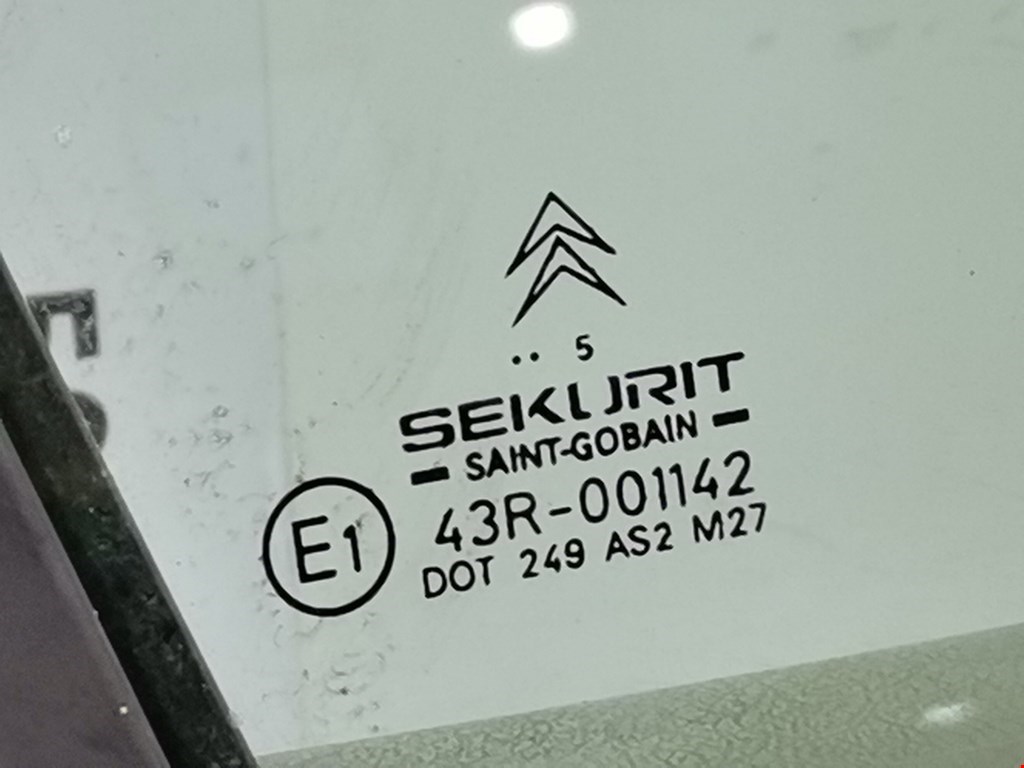 .. 5
SEKURIT
SAINT-GOBAIN
E1
43R-001142
DOT 249 AS2 M27